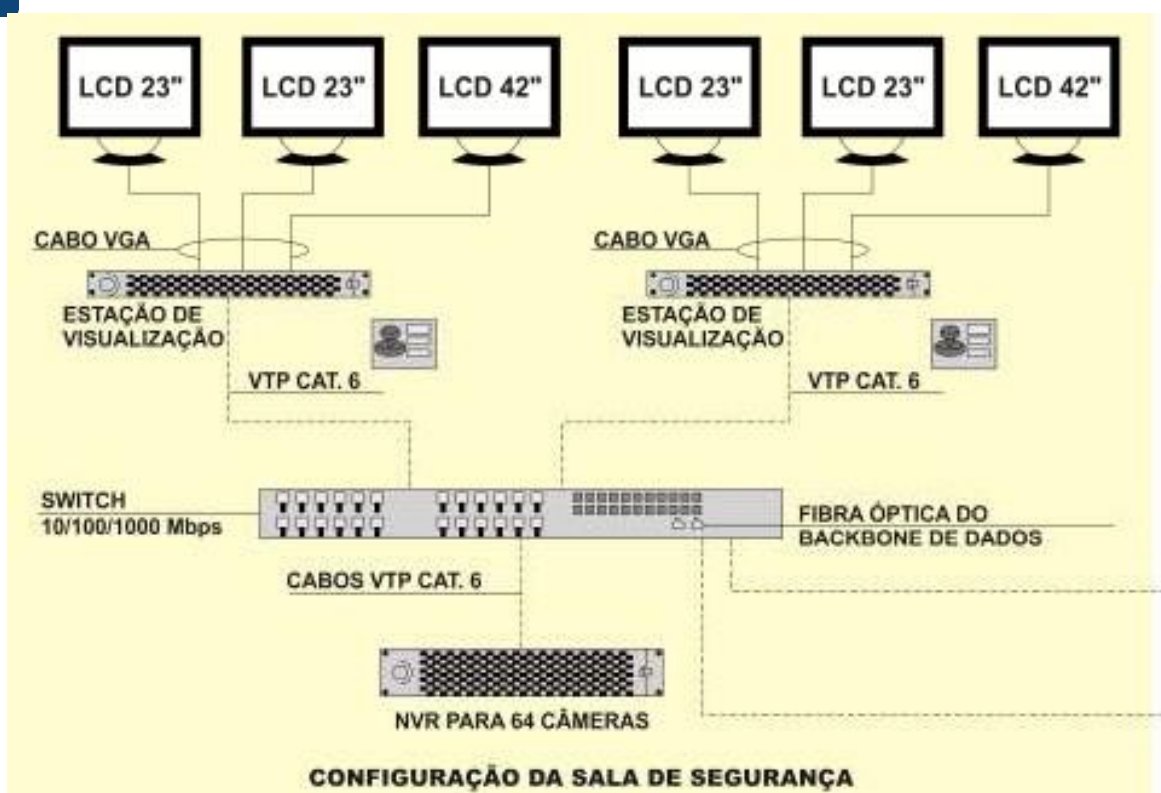 LCD 23"
LCD 23"
LCD 42"
LCD 23"
LCD 23"
LCD 42"
CABO VGA
CABO VGA
ESTAÇÃO DE
VISUALIZAÇÃO
ESTAÇÃO DE
VISUALIZAÇÃO
VTP CAT. 6
VTP CAT. 6
SWITCH
10/100/1000 Mbps
FIBRA ÓPTICA DO
BACKBONE DE DADOS
CABOS VTP CAT. 6
NVR PARA 64 CÂMERAS
CONFIGURAÇÃO DA SALA DE SEGURANÇA